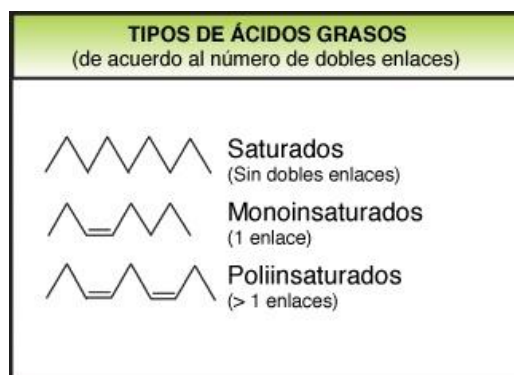 TIPOS DE ÁCIDOS GRASOS
(de acuerdo al número de dobles enlaces)
Saturados
(Sin dobles enlaces)
Monoinsaturados
(1 enlace)
Poliinsaturados
(> 1 enlaces)